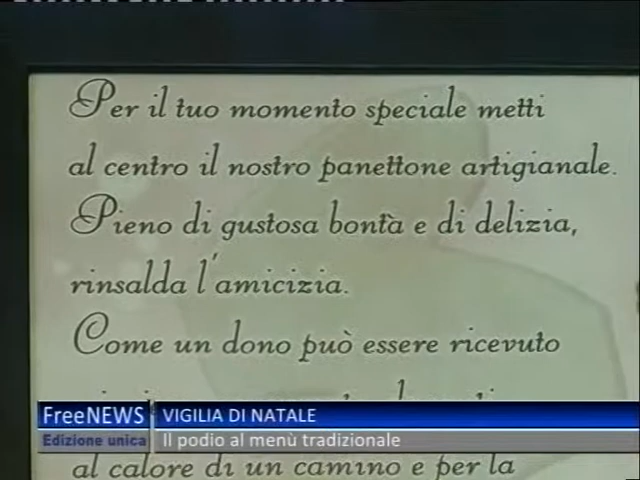 Per il tuo momento speciale metti
al centro il nostro panettone artigianale.
Pieno di gustosa bontà e di delizia,
rinsalda l'amicizia.
Come un dono può essere ricevuto
FreeNEWS VIGILIA DI NATALE
Edizione unica Il podio al menù tradizionale
al calore di un camino e per la